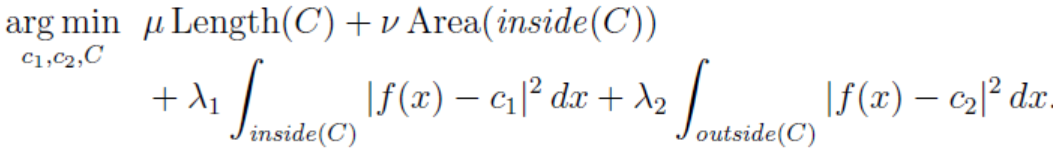 arg min μ Length(C) + ν Area(inside(C))
c₁,c₂,C
+ λ₁ ∫_{inside(C)} |f(x) − c₁|² dx + λ₂ ∫_{outside(C)} |f(x) − c₂|² dx.